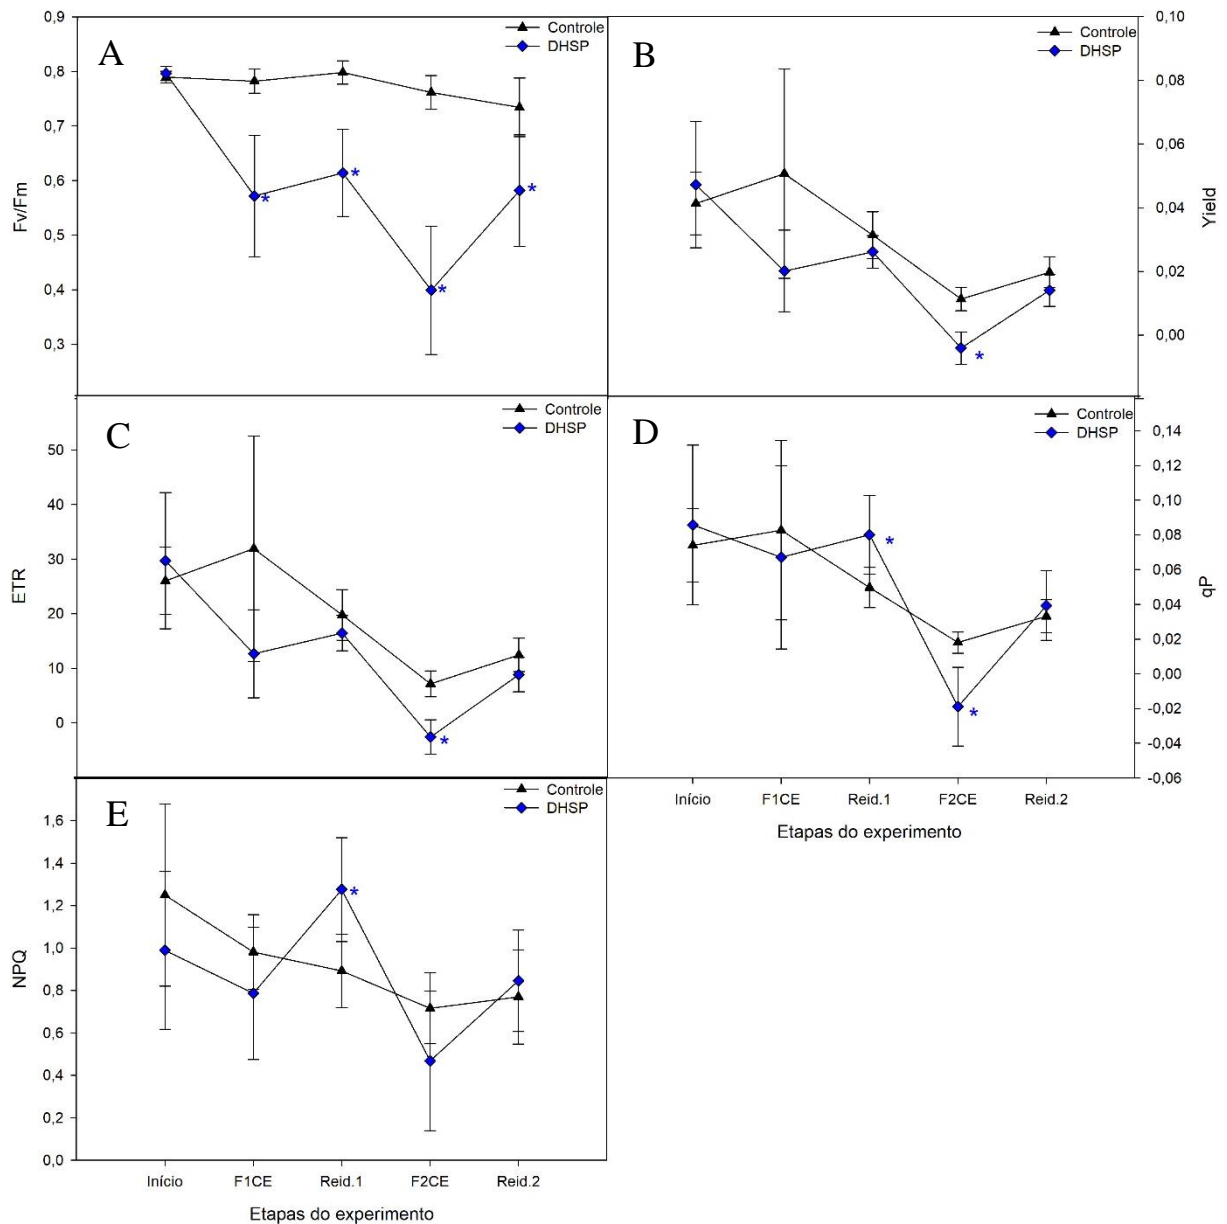 A
Controle
DHSP
Fv/Fm
0,9
0,8
0,7
0,6
0,5
0,4
0,3
*
*
*
*
B
Controle
DHSP
Yield
0,10
0,08
0,06
0,04
0,02
0,00
*
C
Controle
DHSP
ETR
50
40
30
20
10
0
*
D
Controle
DHSP
qP
0,14
0,12
0,10
0,08
0,06
0,04
0,02
0,00
-0,02
-0,04
-0,06
*
*
Início F1CE Reid.1 F2CE Reid.2
Etapas do experimento
E
Controle
DHSP
NPQ
1,6
1,4
1,2
1,0
0,8
0,6
0,4
0,2
0,0
*
Início F1CE Reid.1 F2CE Reid.2
Etapas do experimento